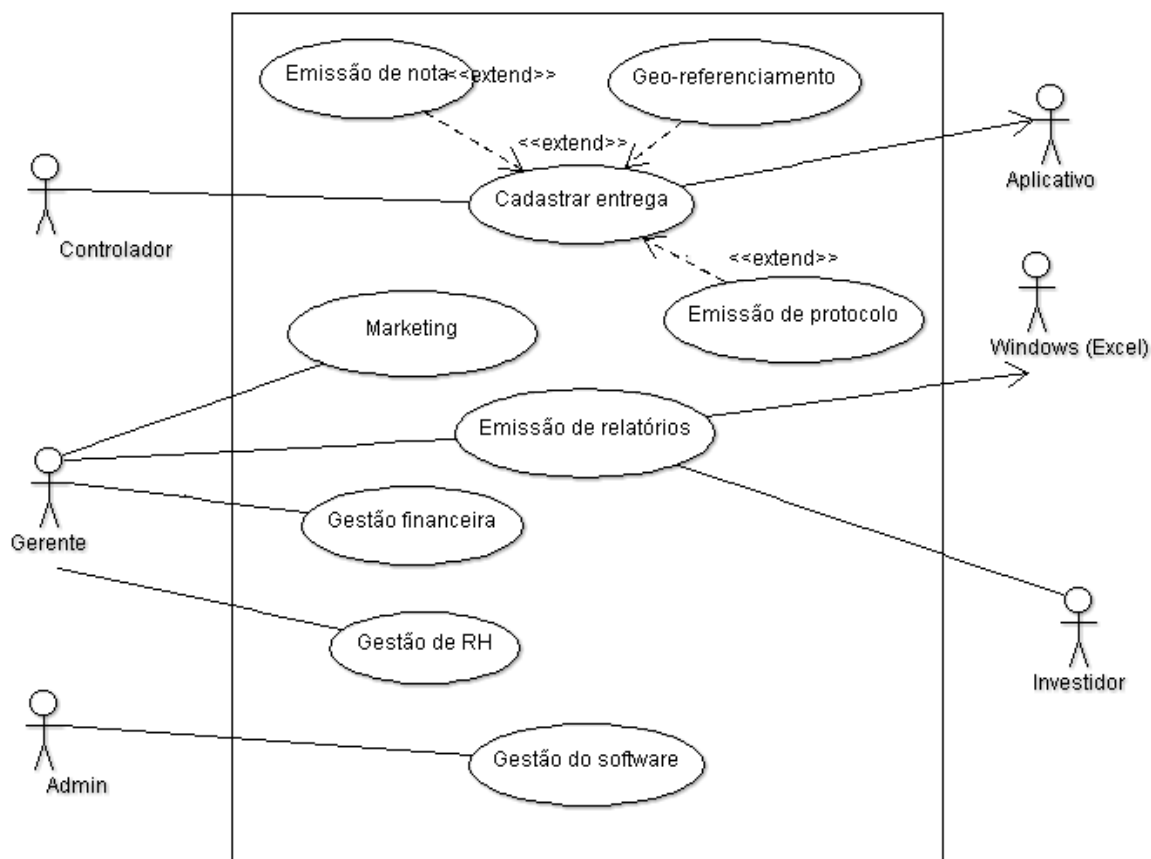 Emissão de nota
<<extend>>
Geo-referenciamento
<<extend>>
Aplicativo
Cadastrar entrega
Controlador
<<extend>>
Emissão de protocolo
Marketing
Windows (Excel)
Emissão de relatórios
Gestão financeira
Gerente
Gestão de RH
Investidor
Gestão do software
Admin